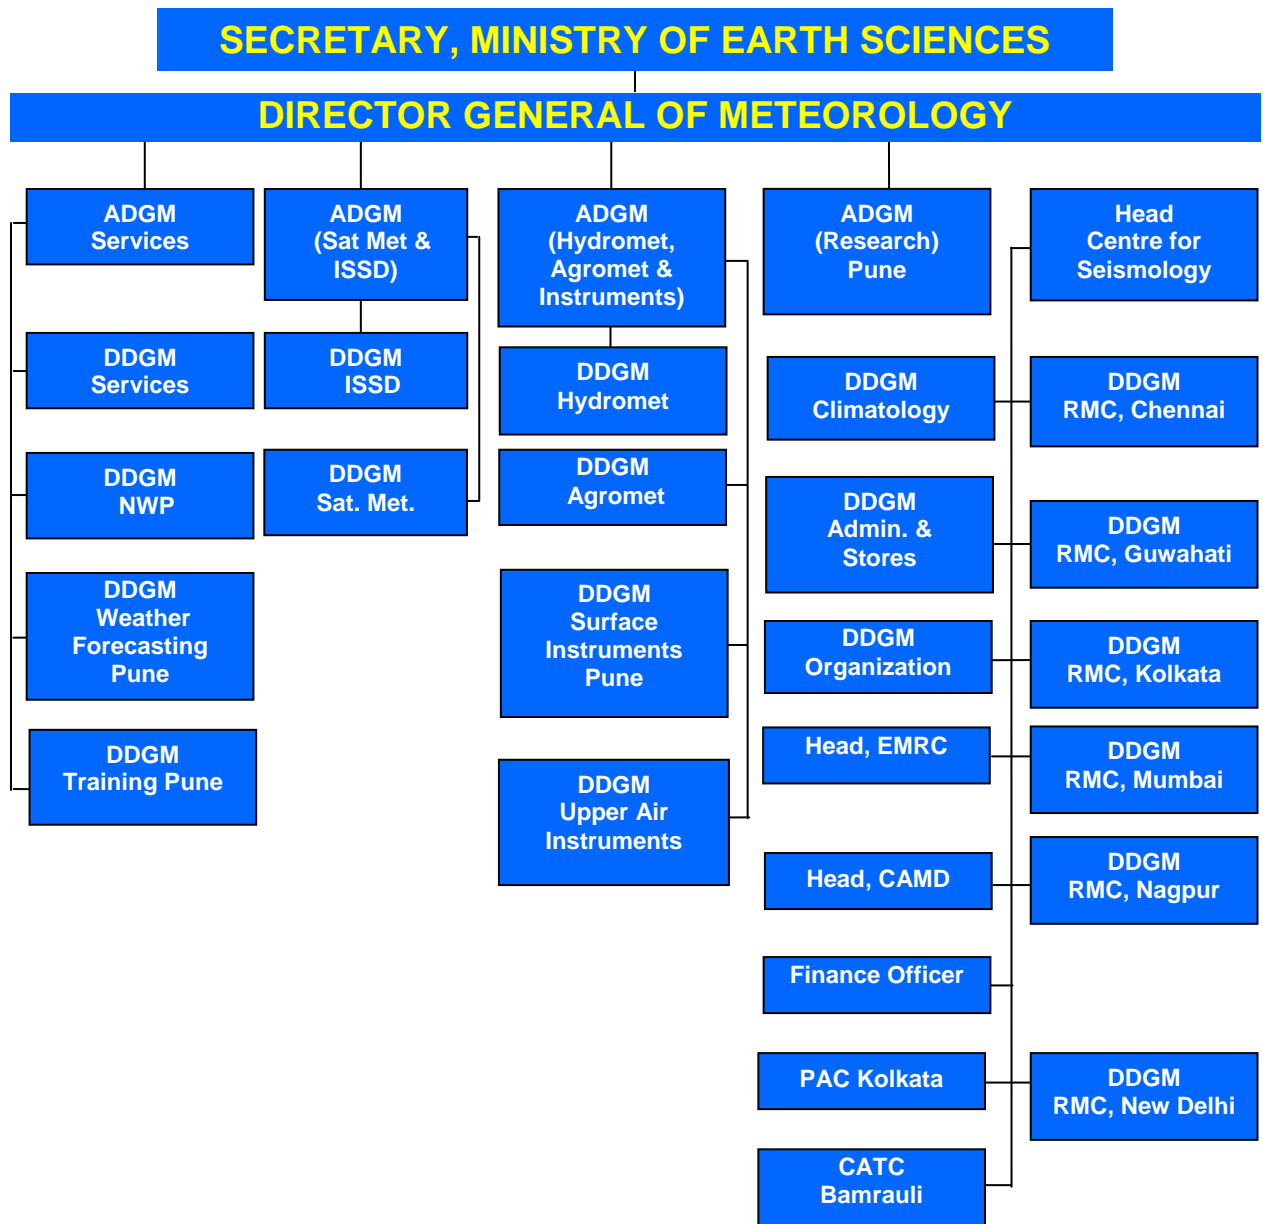 SECRETARY, MINISTRY OF EARTH SCIENCES
DIRECTOR GENERAL OF METEOROLOGY
ADGM
Services
DDGM
Services
DDGM
NWP
DDGM
Weather
Forecasting
Pune
DDGM
Training Pune
ADGM
(Sat Met &
ISSD)
DDGM
ISSD
DDGM
Sat. Met.
ADGM
(Hydromet,
Agromet &
Instruments)
DDGM
Hydromet
DDGM
Agromet
DDGM
Surface
Instruments
Pune
DDGM
Upper Air
Instruments
ADGM
(Research)
Pune
DDGM
Climatology
DDGM
Admin. &
Stores
DDGM
Organization
Head, EMRC
Head, CAMD
Finance Officer
PAC Kolkata
CATC
Bamrauli
Head
Centre for
Seismology
DDGM
RMC, Chennai
DDGM
RMC, Guwahati
DDGM
RMC, Kolkata
DDGM
RMC, Mumbai
DDGM
RMC, Nagpur
DDGM
RMC, New Delhi